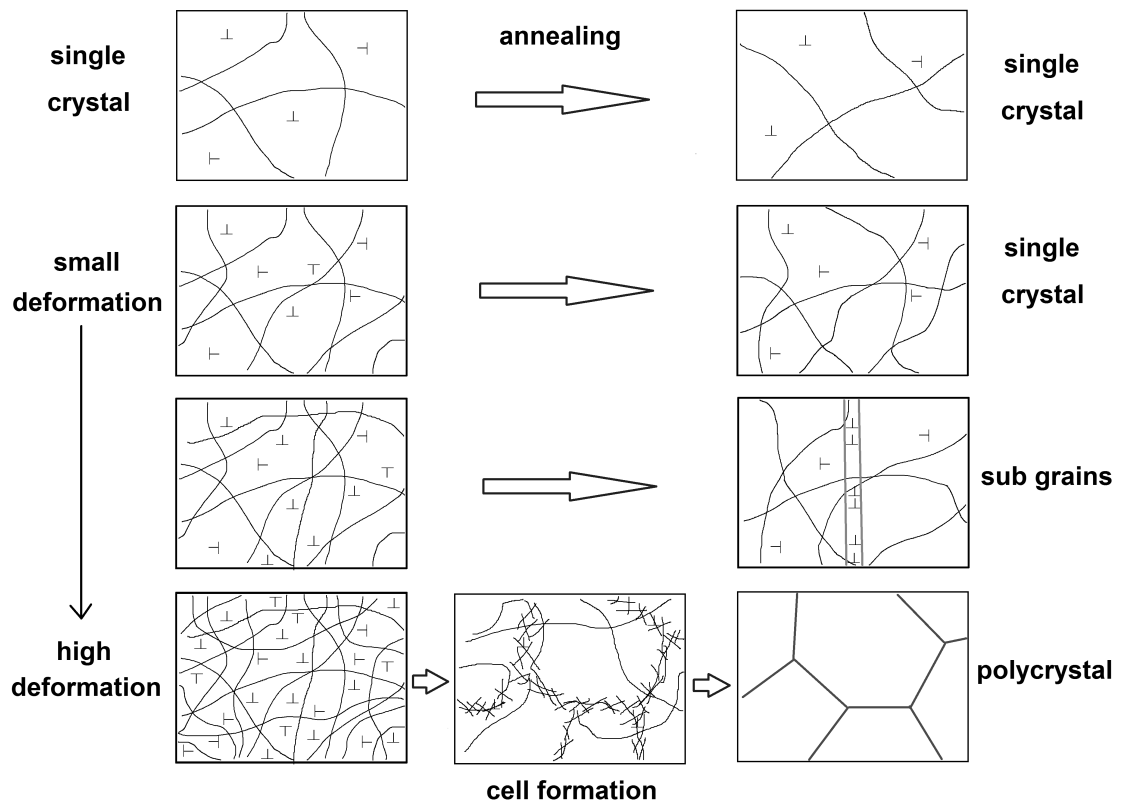 single
crystal
annealing
single
crystal
small
deformation
single
crystal
sub grains
high
deformation
polycrystal
cell formation